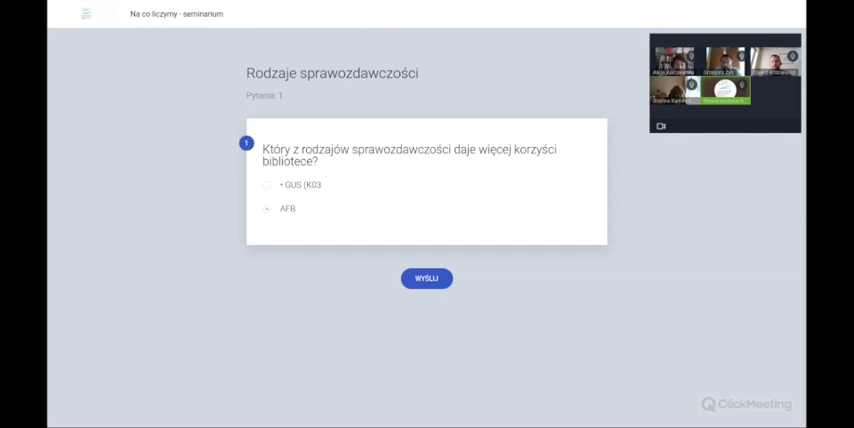 Na co liczymy - seminarium
Rodzaje sprawozdawczości
Pytania: 1
1
Który z rodzajów sprawozdawczości daje więcej korzyści
bibliotece?
• GUS (K03
AFB
WYŚLIJ
ClickMeeting